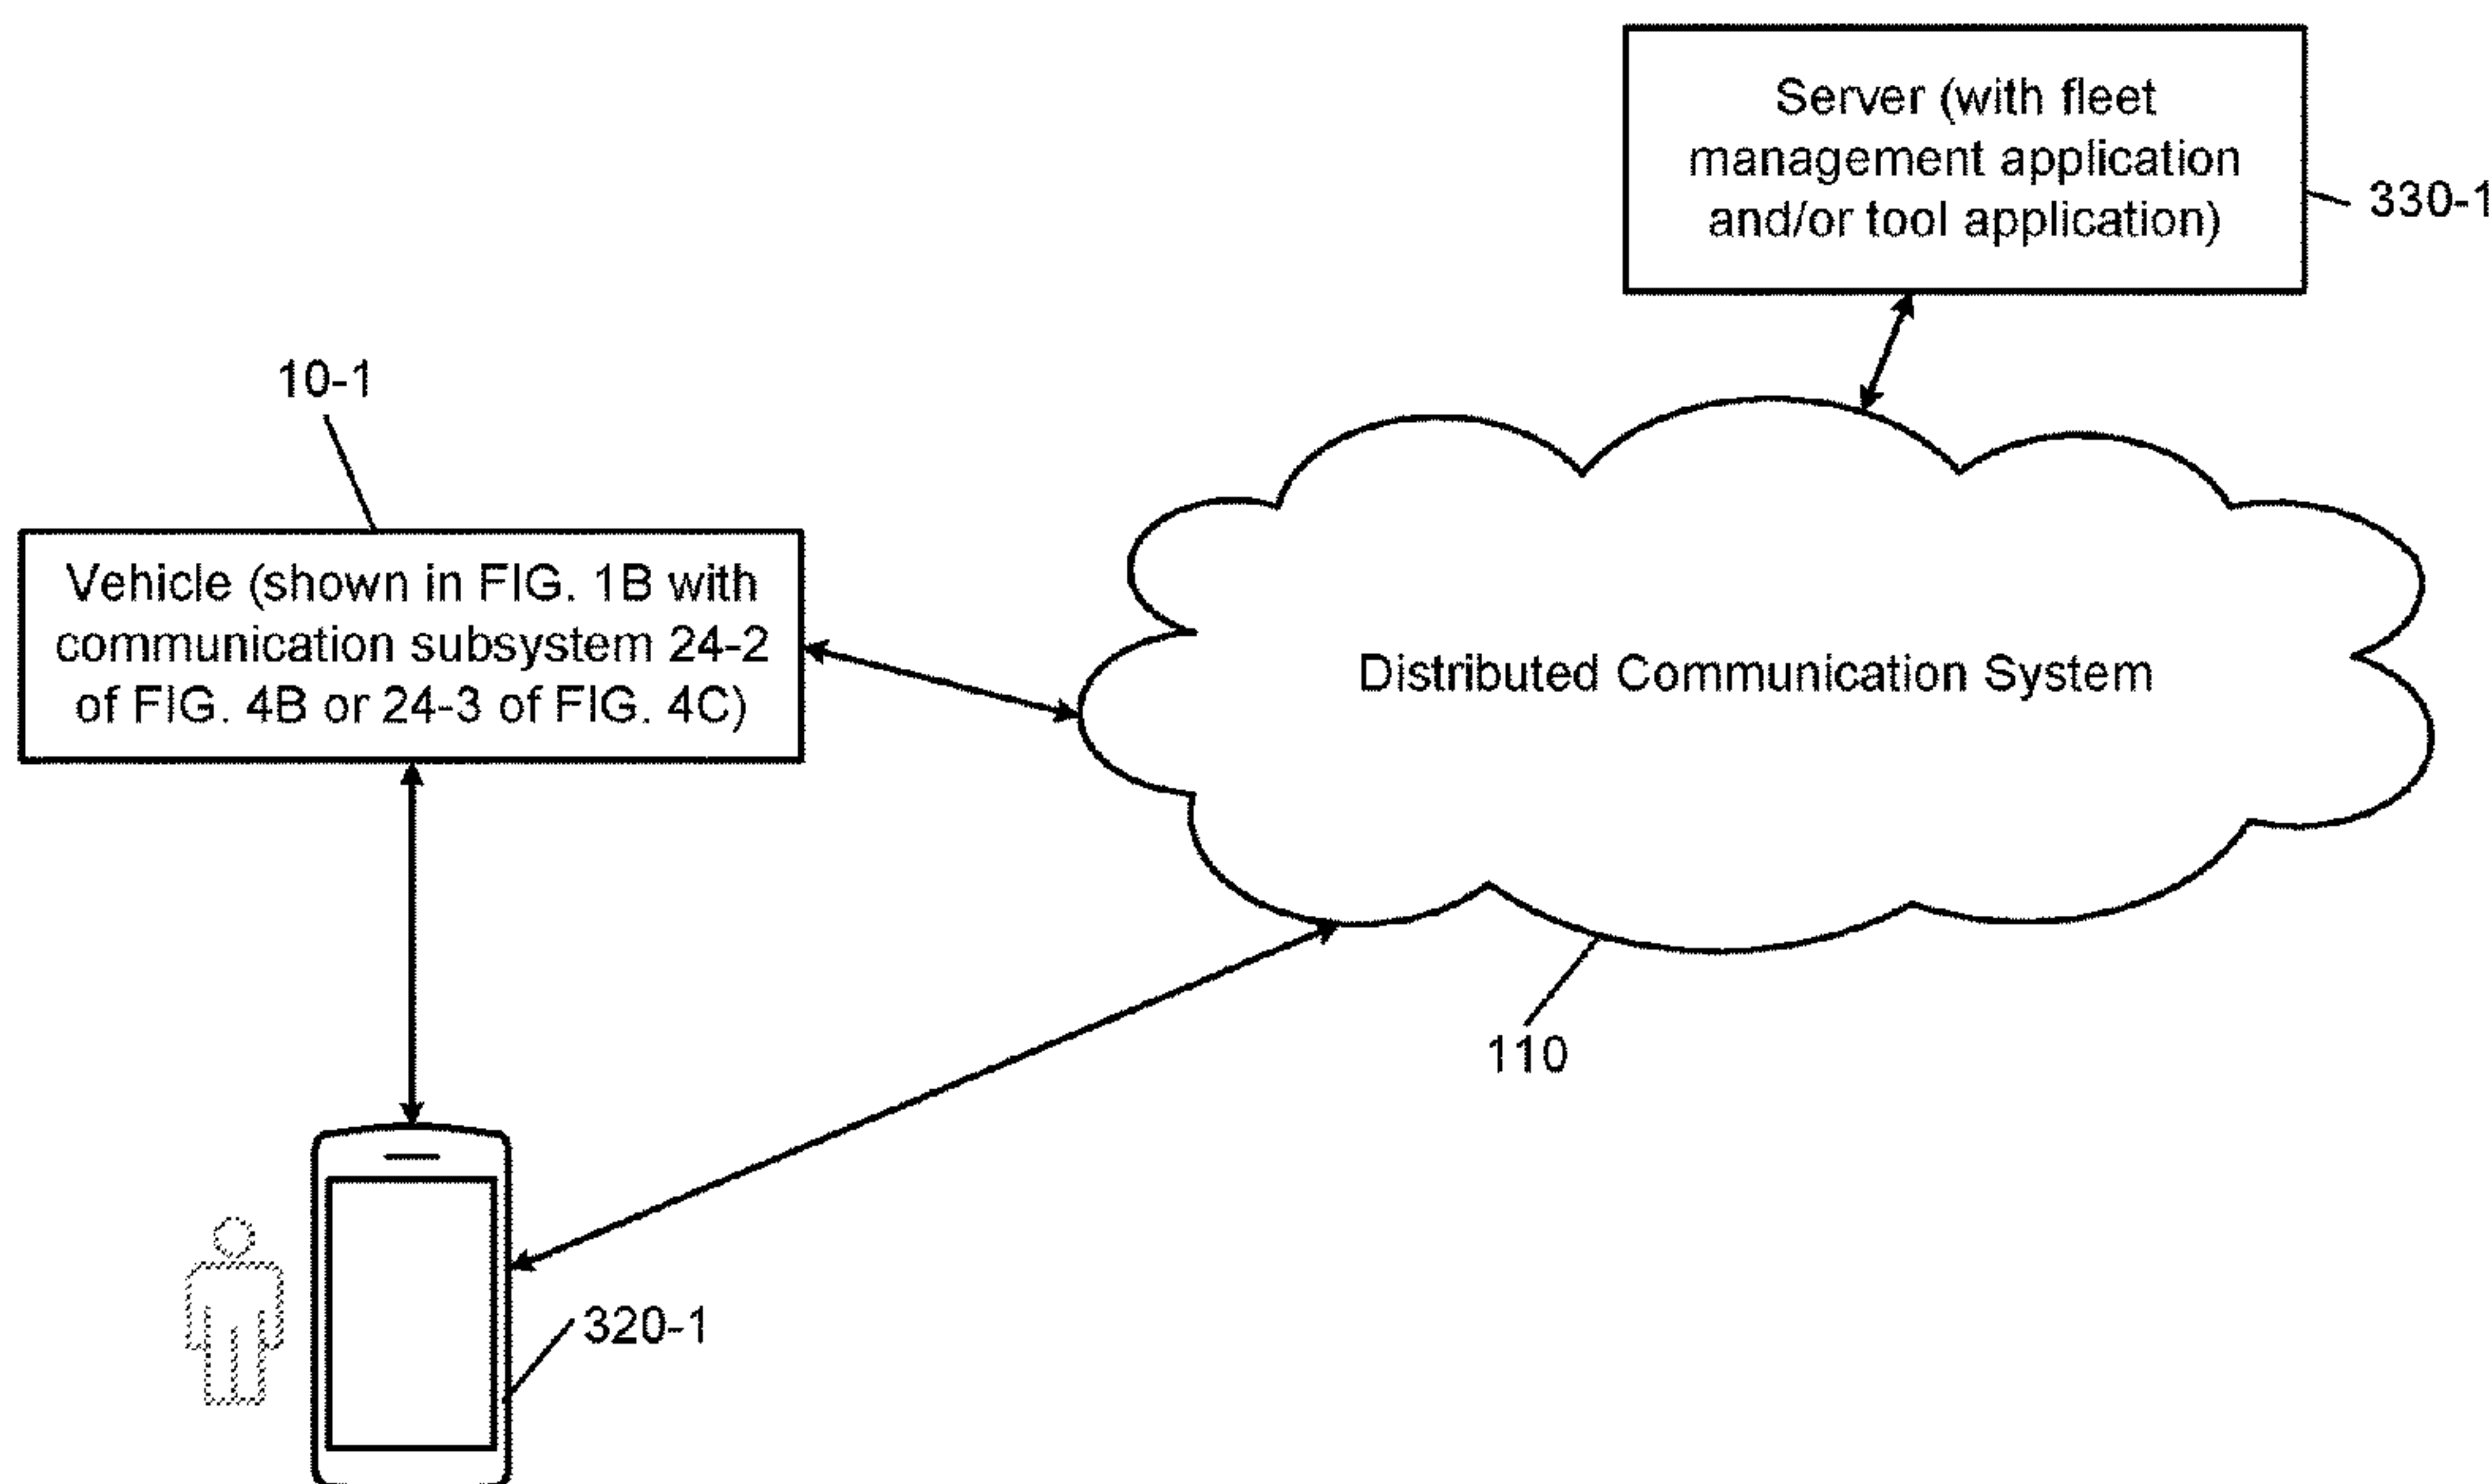 Server (with fleet
management application
and/or tool application)
330-1
10-1
Vehicle (shown in FIG. 1B with
communication subsystem 24-2
of FIG. 4B or 24-3 of FIG. 4C)
Distributed Communication System
110
320-1